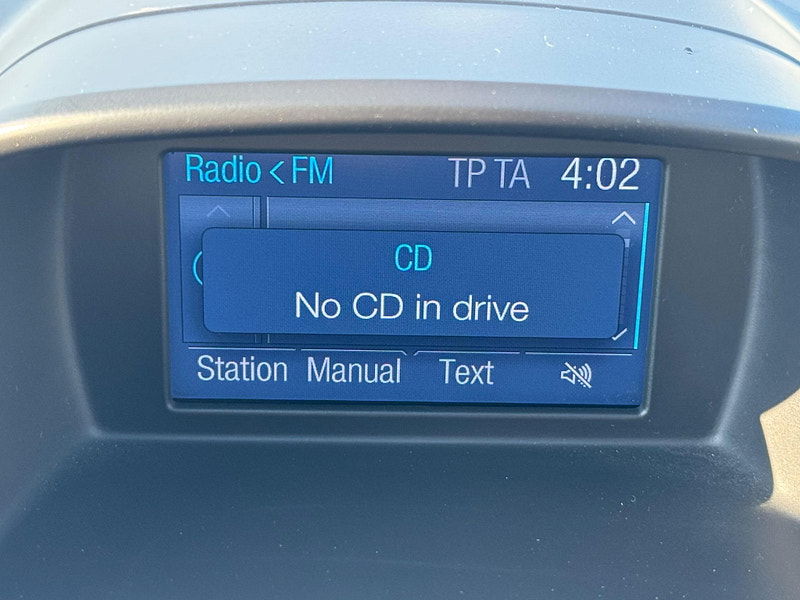 Radio < FM TP TA 4:02
CD
No CD in drive
Station Manual Text